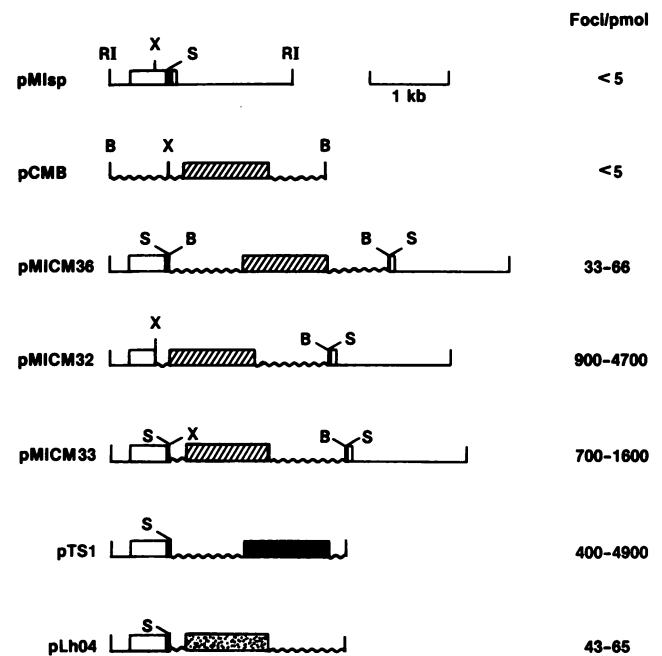 Foci/pmol
X
RI S RI
pMIsp <5
1 kb
B X B
pCMB <5
S B B S
pMICM36 33-66
X
B S
pMICM32 900-4700
S X B S
pMICM33 700-1600
S
pTS1 400-4900
S
pLh04 43-65